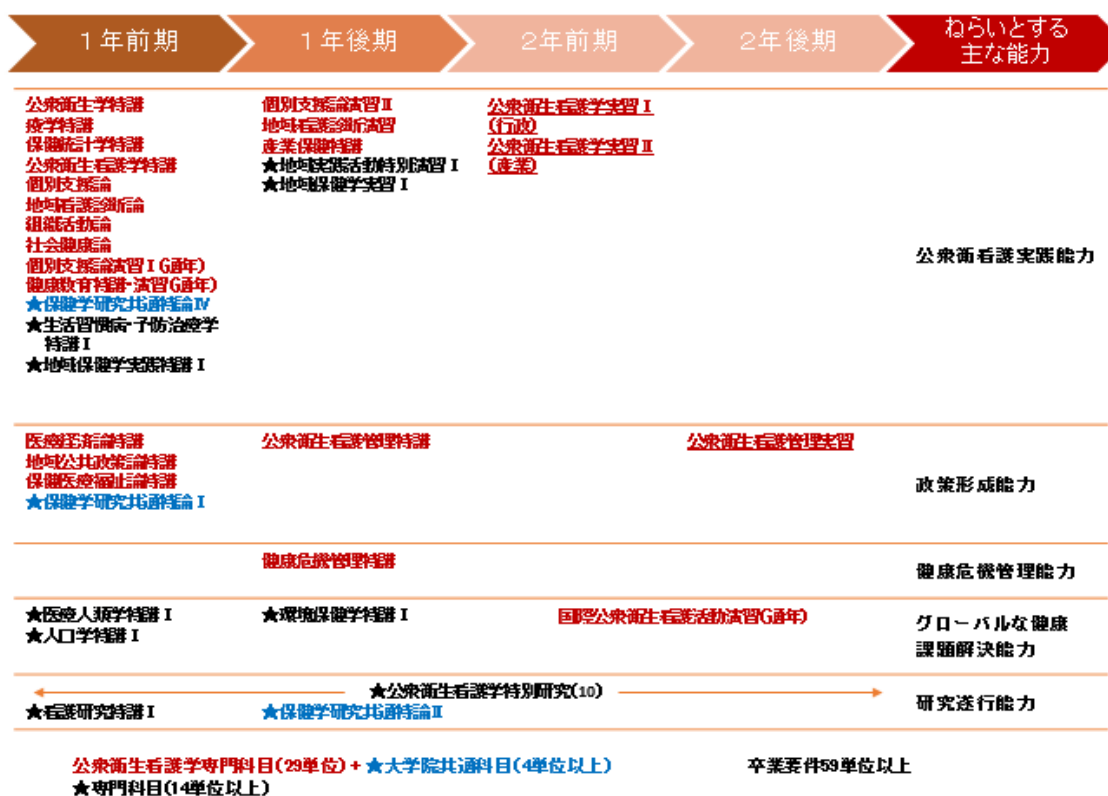 1年前期
1年後期
2年前期
2年後期
ねらいとする
主な能力
公衆衛生学特講
疫学特講
保健統計学特講
公衆衛生看護学特講
個別支援論
地域看護診断論
組織活動論
社会健康論
個別支援論演習Ⅰ(通年)
健康教育特講・演習(通年)
★保健学研究共通特論Ⅳ
★生活習慣病・予防治療学
特講Ⅰ
★地域保健学実践特講Ⅰ
個別支援論演習Ⅱ
地域看護診断演習
産業保健特講
★地域実践活動特別演習Ⅰ
★地域保健学実習Ⅰ
公衆衛生看護学実習Ⅰ
(行政)
公衆衛生看護学実習Ⅱ
(産業)
公衆衛看護実践能力
医療経済論特講
地域公共政策論特講
保健医療福祉論特講
★保健学研究共通特論Ⅰ
公衆衛生看護管理特講
公衆衛生看護管理実習
政策形成能力
健康危機管理特講
健康危機管理能力
★医療人類学特講Ⅰ
★人口学特講Ⅰ
★環境保健学特講Ⅰ
国際公衆衛生看護活動演習(通年)
グローバルな健康
課題解決能力
★公衆衛生看護学特別研究(10)
★看護研究特講Ⅰ
★保健学研究共通特論Ⅱ
研究遂行能力
公衆衛生看護学専門科目(29単位)+★大学院共通科目(4単位以上)
★専門科目(14単位以上)
卒業要件59単位以上